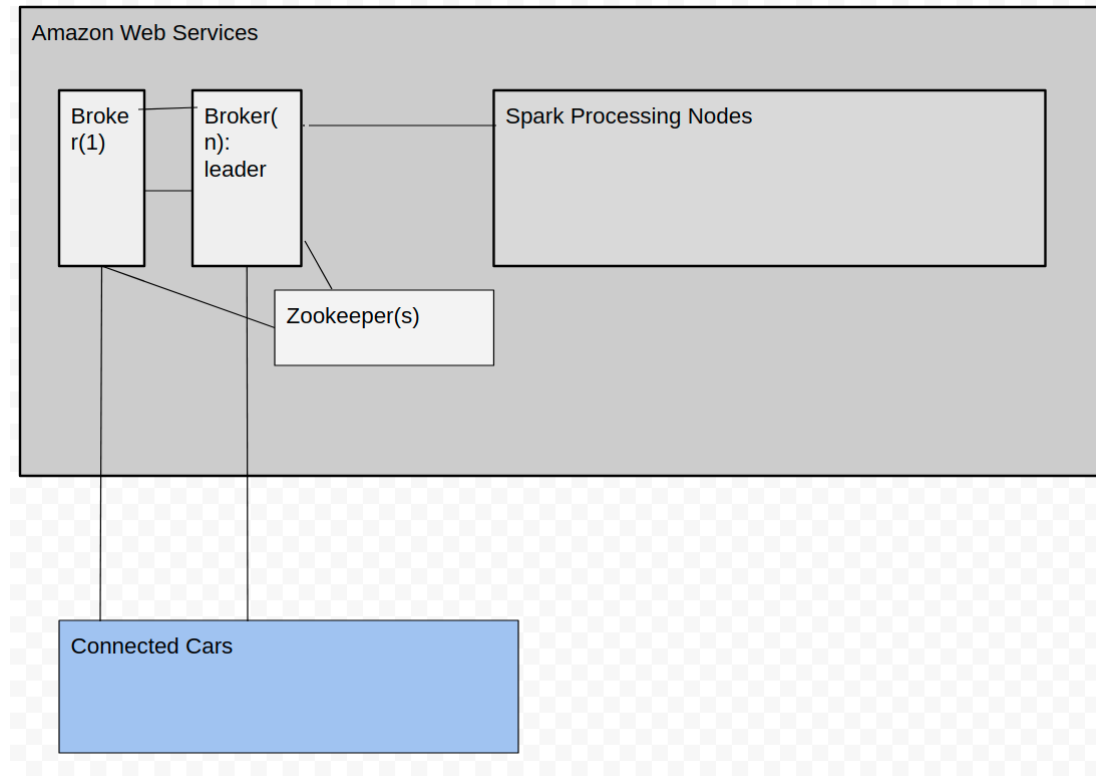 Amazon Web Services
Broke
r(1)
Broker(
n):
leader
Spark Processing Nodes
Zookeeper(s)
Connected Cars